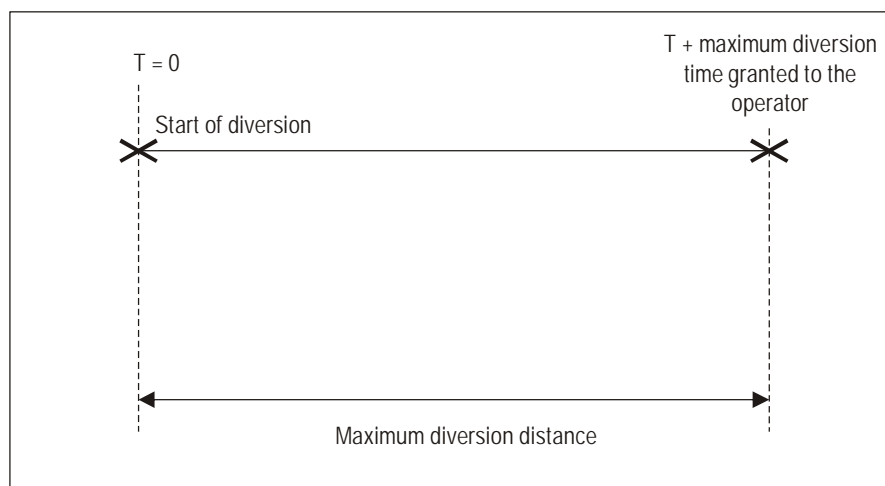 T = 0
T + maximum diversion
time granted to the
operator
Start of diversion
Maximum diversion distance